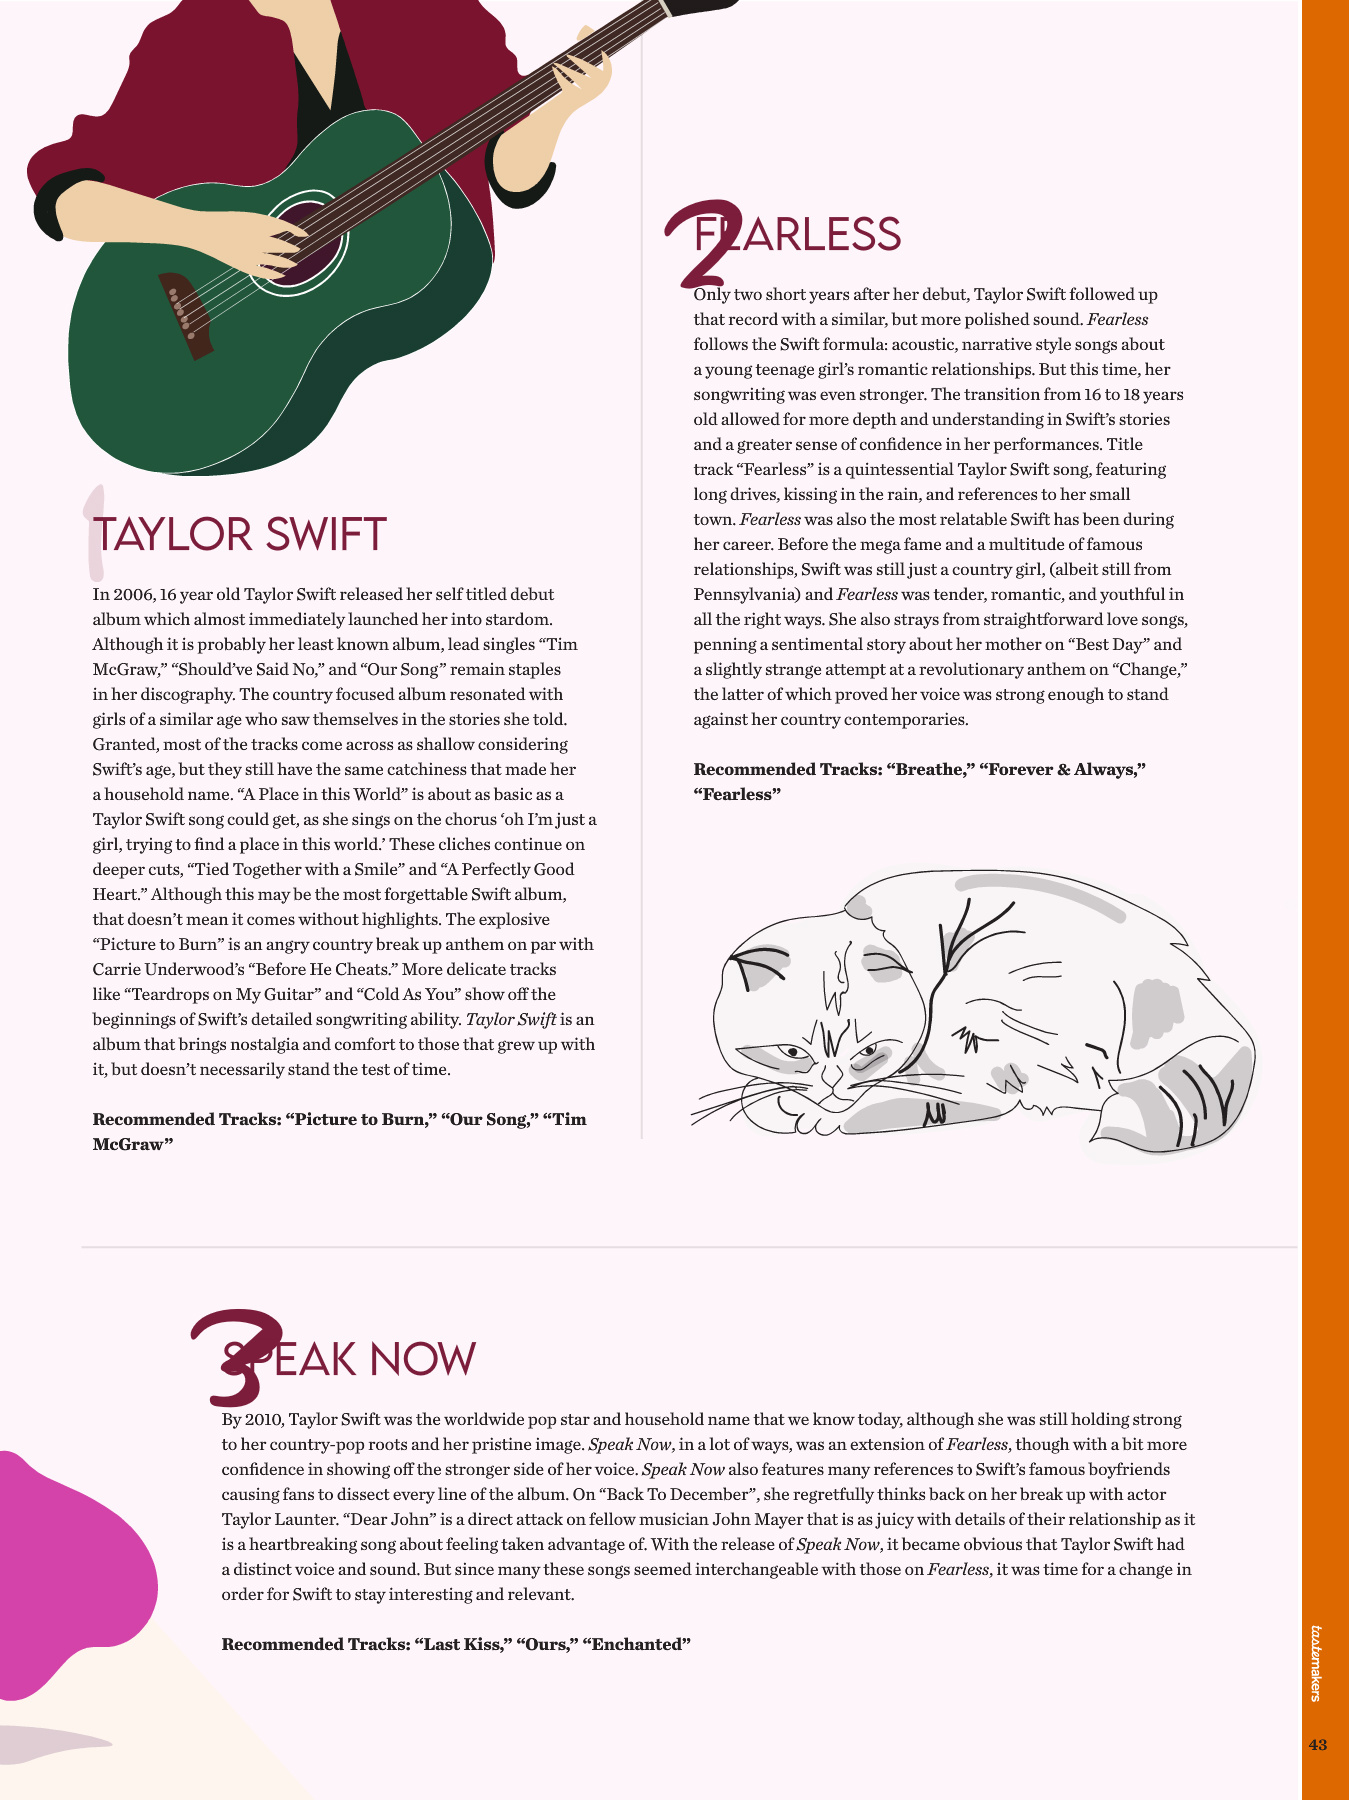 1
TAYLOR SWIFT
In 2006, 16 year old Taylor Swift released her self titled debut
album which almost immediately launched her into stardom.
Although it is probably her least known album, lead singles “Tim
McGraw,” “Should’ve Said No,” and “Our Song” remain staples
in her discography. The country focused album resonated with
girls of a similar age who saw themselves in the stories she told.
Granted, most of the tracks come across as shallow considering
Swift’s age, but they still have the same catchiness that made her
a household name. “A Place in this World” is about as basic as a
Taylor Swift song could get, as she sings on the chorus ‘oh I’m just a
girl, trying to find a place in this world.’ These cliches continue on
deeper cuts, “Tied Together with a Smile” and “A Perfectly Good
Heart.” Although this may be the most forgettable Swift album,
that doesn’t mean it comes without highlights. The explosive
“Picture to Burn” is an angry country break up anthem on par with
Carrie Underwood’s “Before He Cheats.” More delicate tracks
like “Teardrops on My Guitar” and “Cold As You” show off the
beginnings of Swift’s detailed songwriting ability. Taylor Swift is an
album that brings nostalgia and comfort to those that grew up with
it, but doesn’t necessarily stand the test of time.
Recommended Tracks: “Picture to Burn,” “Our Song,” “Tim
McGraw”
2
FEARLESS
Only two short years after her debut, Taylor Swift followed up
that record with a similar, but more polished sound. Fearless
follows the Swift formula: acoustic, narrative style songs about
a young teenage girl’s romantic relationships. But this time, her
songwriting was even stronger. The transition from 16 to 18 years
old allowed for more depth and understanding in Swift’s stories
and a greater sense of confidence in her performances. Title
track “Fearless” is a quintessential Taylor Swift song, featuring
long drives, kissing in the rain, and references to her small
town. Fearless was also the most relatable Swift has been during
her career. Before the mega fame and a multitude of famous
relationships, Swift was still just a country girl, (albeit still from
Pennsylvania) and Fearless was tender, romantic, and youthful in
all the right ways. She also strays from straightforward love songs,
penning a sentimental story about her mother on “Best Day” and
a slightly strange attempt at a revolutionary anthem on “Change,”
the latter of which proved her voice was strong enough to stand
against her country contemporaries.
Recommended Tracks: “Breathe,” “Forever & Always,”
“Fearless”
3
SPEAK NOW
By 2010, Taylor Swift was the worldwide pop star and household name that we know today, although she was still holding strong
to her country-pop roots and her pristine image. Speak Now, in a lot of ways, was an extension of Fearless, though with a bit more
confidence in showing off the stronger side of her voice. Speak Now also features many references to Swift’s famous boyfriends
causing fans to dissect every line of the album. On “Back To December”, she regretfully thinks back on her break up with actor
Taylor Launter. “Dear John” is a direct attack on fellow musician John Mayer that is as juicy with details of their relationship as it
is a heartbreaking song about feeling taken advantage of. With the release of Speak Now, it became obvious that Taylor Swift had
a distinct voice and sound. But since many these songs seemed interchangeable with those on Fearless, it was time for a change in
order for Swift to stay interesting and relevant.
Recommended Tracks: “Last Kiss,” “Ours,” “Enchanted”
tastemakers
43